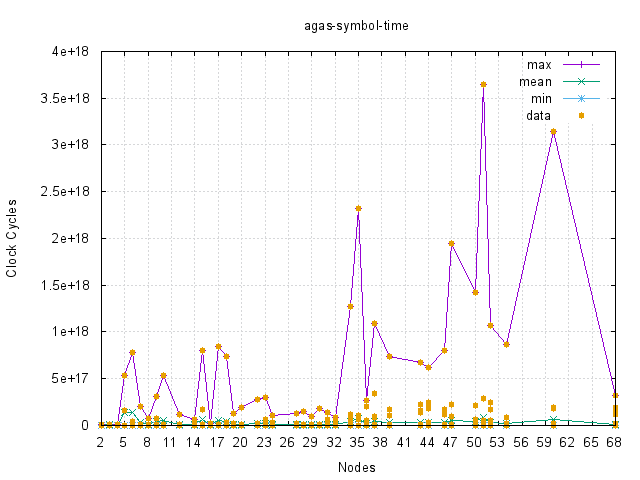 agas-symbol-time
4e+18
3.5e+18
3e+18
2.5e+18
2e+18
1.5e+18
1e+18
5e+17
0
Clock Cycles
max
mean
min
data
2 5 8 11 14 17 20 23 26 29 32 35 38 41 44 47 50 53 56 59 62 65 68
Nodes